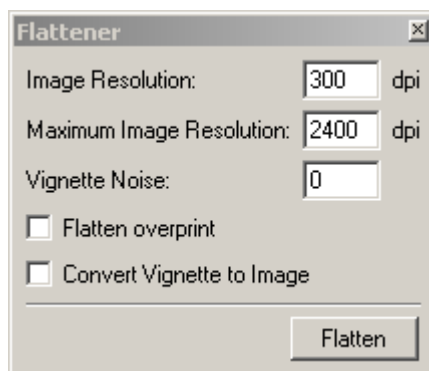 Flattener
Image Resolution: 300 dpi
Maximum Image Resolution: 2400 dpi
Vignette Noise: 0
Flatten overprint
Convert Vignette to Image
Flatten